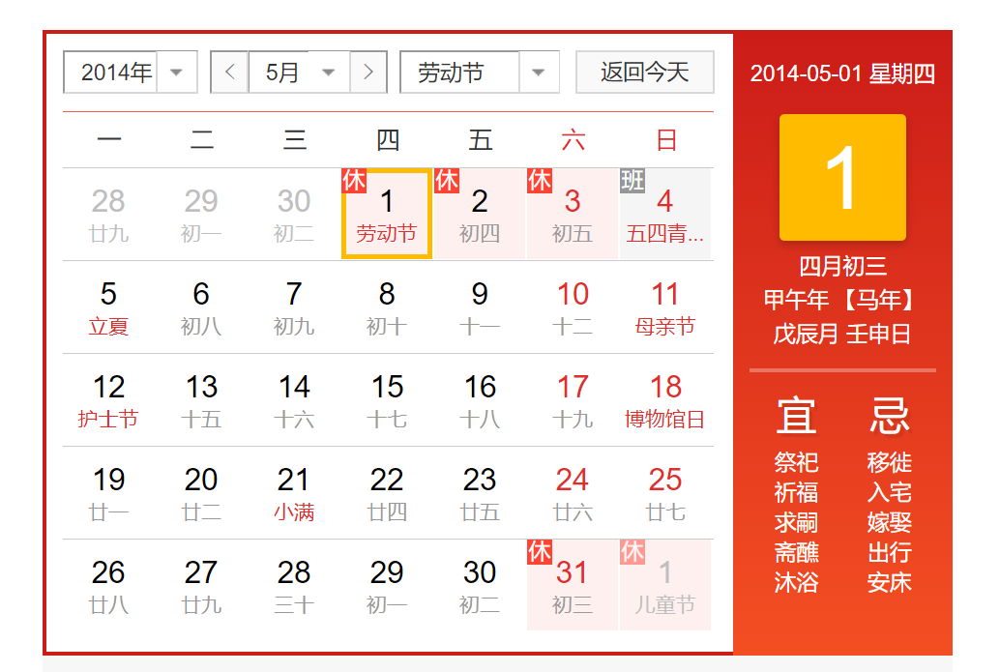 2014年 < 5月 > 劳动节 返回今天
一 二 三 四 五 六 日
休 休 休 班
28 29 30 1 2 3 4
廿九 初一 初二 劳动节 初四 初五 五四青...
5 6 7 8 9 10 11
立夏 初八 初九 初十 十一 十二 母亲节
12 13 14 15 16 17 18
护士节 十五 十六 十七 十八 十九 博物馆日
19 20 21 22 23 24 25
廿一 廿二 小满 廿四 廿五 廿六 廿七
休 休
26 27 28 29 30 31 1
廿八 廿九 三十 初一 初二 初三 儿童节
2014-05-01 星期四
1
四月初三
甲午年 【马年】
戊辰月 壬申日
宜 忌
祭祀 移徙
祈福 入宅
求嗣 嫁娶
斋醮 出行
沐浴 安床